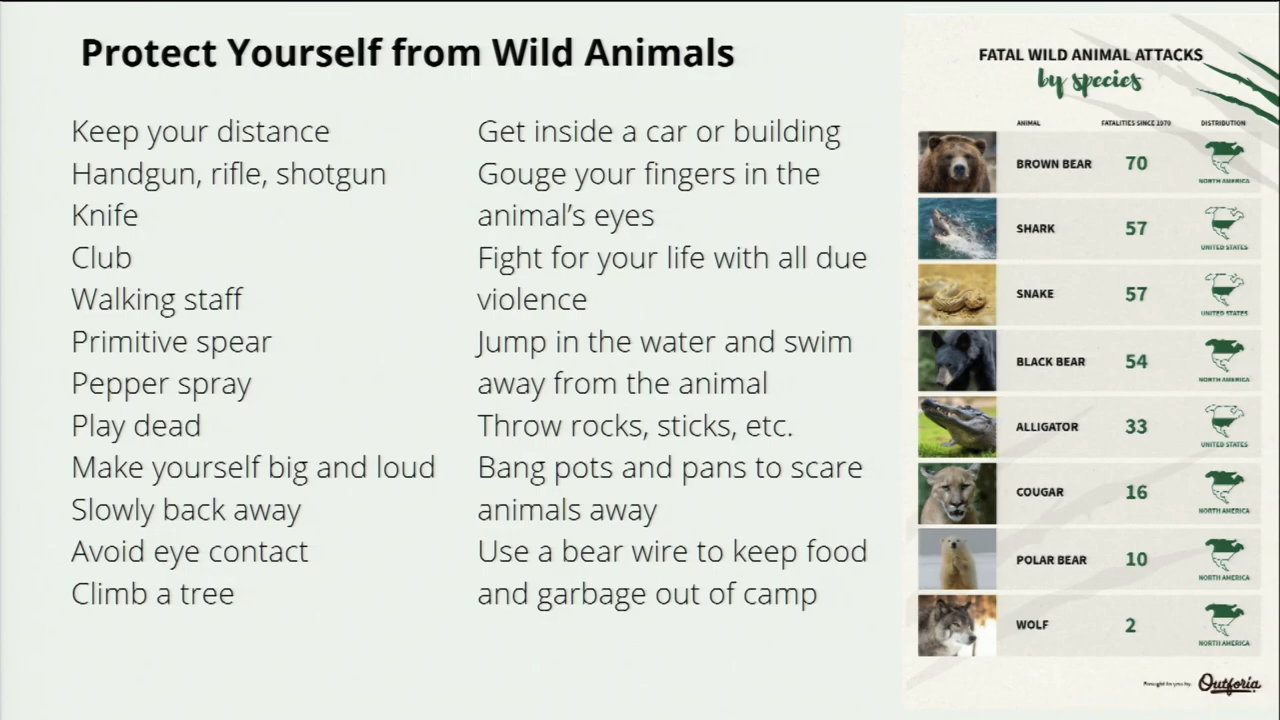 Protect Yourself from Wild Animals
Keep your distance
Handgun, rifle, shotgun
Knife
Club
Walking staff
Primitive spear
Pepper spray
Play dead
Make yourself big and loud
Slowly back away
Avoid eye contact
Climb a tree
Get inside a car or building
Gouge your fingers in the
animal’s eyes
Fight for your life with all due
violence
Jump in the water and swim
away from the animal
Throw rocks, sticks, etc.
Bang pots and pans to scare
animals away
Use a bear wire to keep food
and garbage out of camp
FATAL WILD ANIMAL ATTACKS
by species
ANIMAL FATALITIES SINCE 1970 DISTRIBUTION
BROWN BEAR 70 NORTH AMERICA
SHARK 57 UNITED STATES
SNAKE 57 UNITED STATES
BLACK BEAR 54 NORTH AMERICA
ALLIGATOR 33 UNITED STATES
COUGAR 16 NORTH AMERICA
POLAR BEAR 10 NORTH AMERICA
WOLF 2 NORTH AMERICA
Brought to you by: Outforia